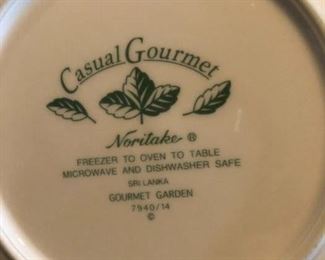 Casual Gourmet
Noritake ®
FREEZER TO OVEN TO TABLE
MICROWAVE AND DISHWASHER SAFE
SRI LANKA
GOURMET GARDEN
7940/14
©